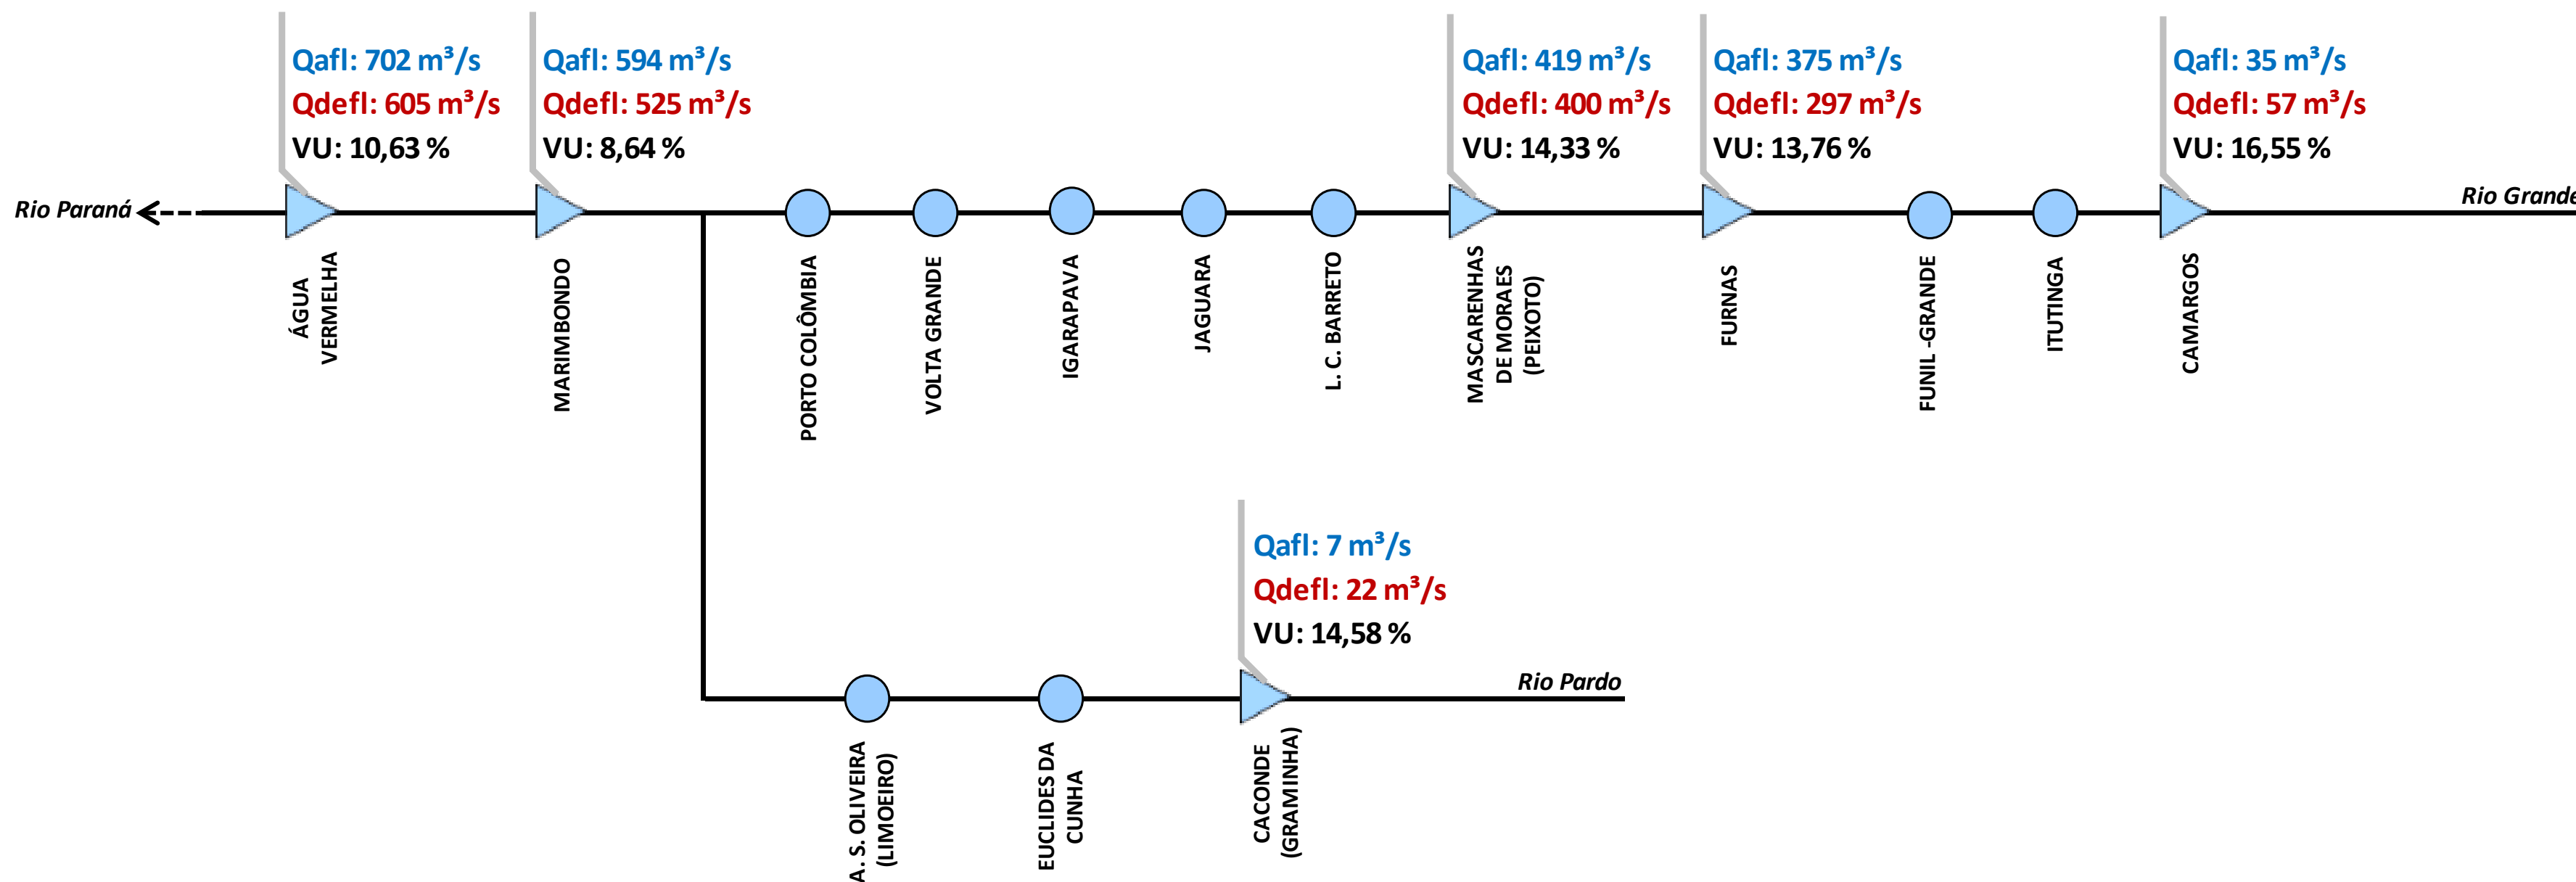 Qafl: 702 m³/s
Qdefl: 605 m³/s
VU: 10,63 %
Qafl: 594 m³/s
Qdefl: 525 m³/s
VU: 8,64 %
Qafl: 419 m³/s
Qdefl: 400 m³/s
VU: 14,33 %
Qafl: 375 m³/s
Qdefl: 297 m³/s
VU: 13,76 %
Qafl: 35 m³/s
Qdefl: 57 m³/s
VU: 16,55 %
Rio Paraná
Rio Grande
ÁGUA
VERMELHA
MARIMBONDO
PORTO COLÔMBIA
VOLTA GRANDE
IGARAPAVA
JAGUARA
L. C. BARRETO
MASCARENHAS
DE MORAES
(PEIXOTO)
FURNAS
FUNIL -GRANDE
ITUTINGA
CAMARGOS
Qafl: 7 m³/s
Qdefl: 22 m³/s
VU: 14,58 %
Rio Pardo
A. S. OLIVEIRA
(LIMOEIRO)
EUCLIDES DA
CUNHA
CACONDE
(GRAMINHA)